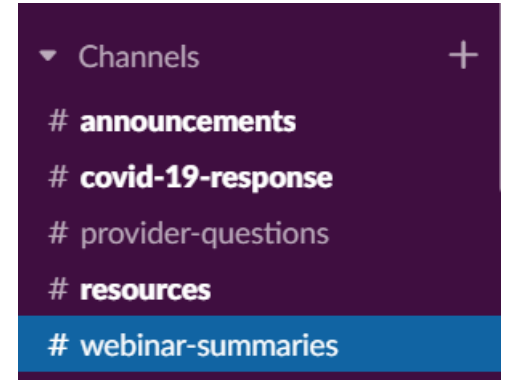 Channels +
# announcements
# covid-19-response
# provider-questions
# resources
# webinar-summaries